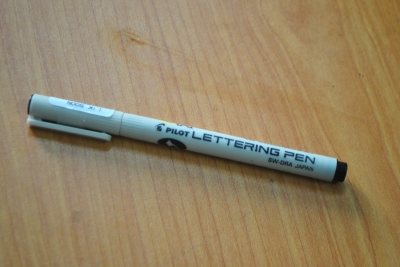 PILOT LETTERING PEN
SW-DRA JAPAN